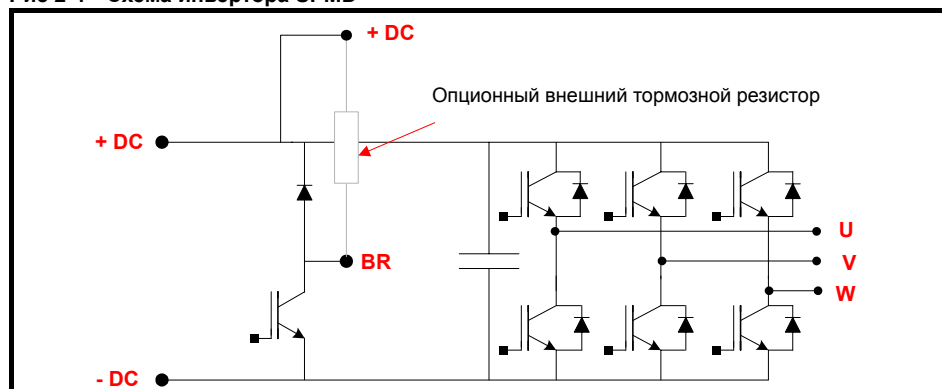 + DC
Опционный внешний тормозной резистор
+ DC
U
BR
V
W
- DC